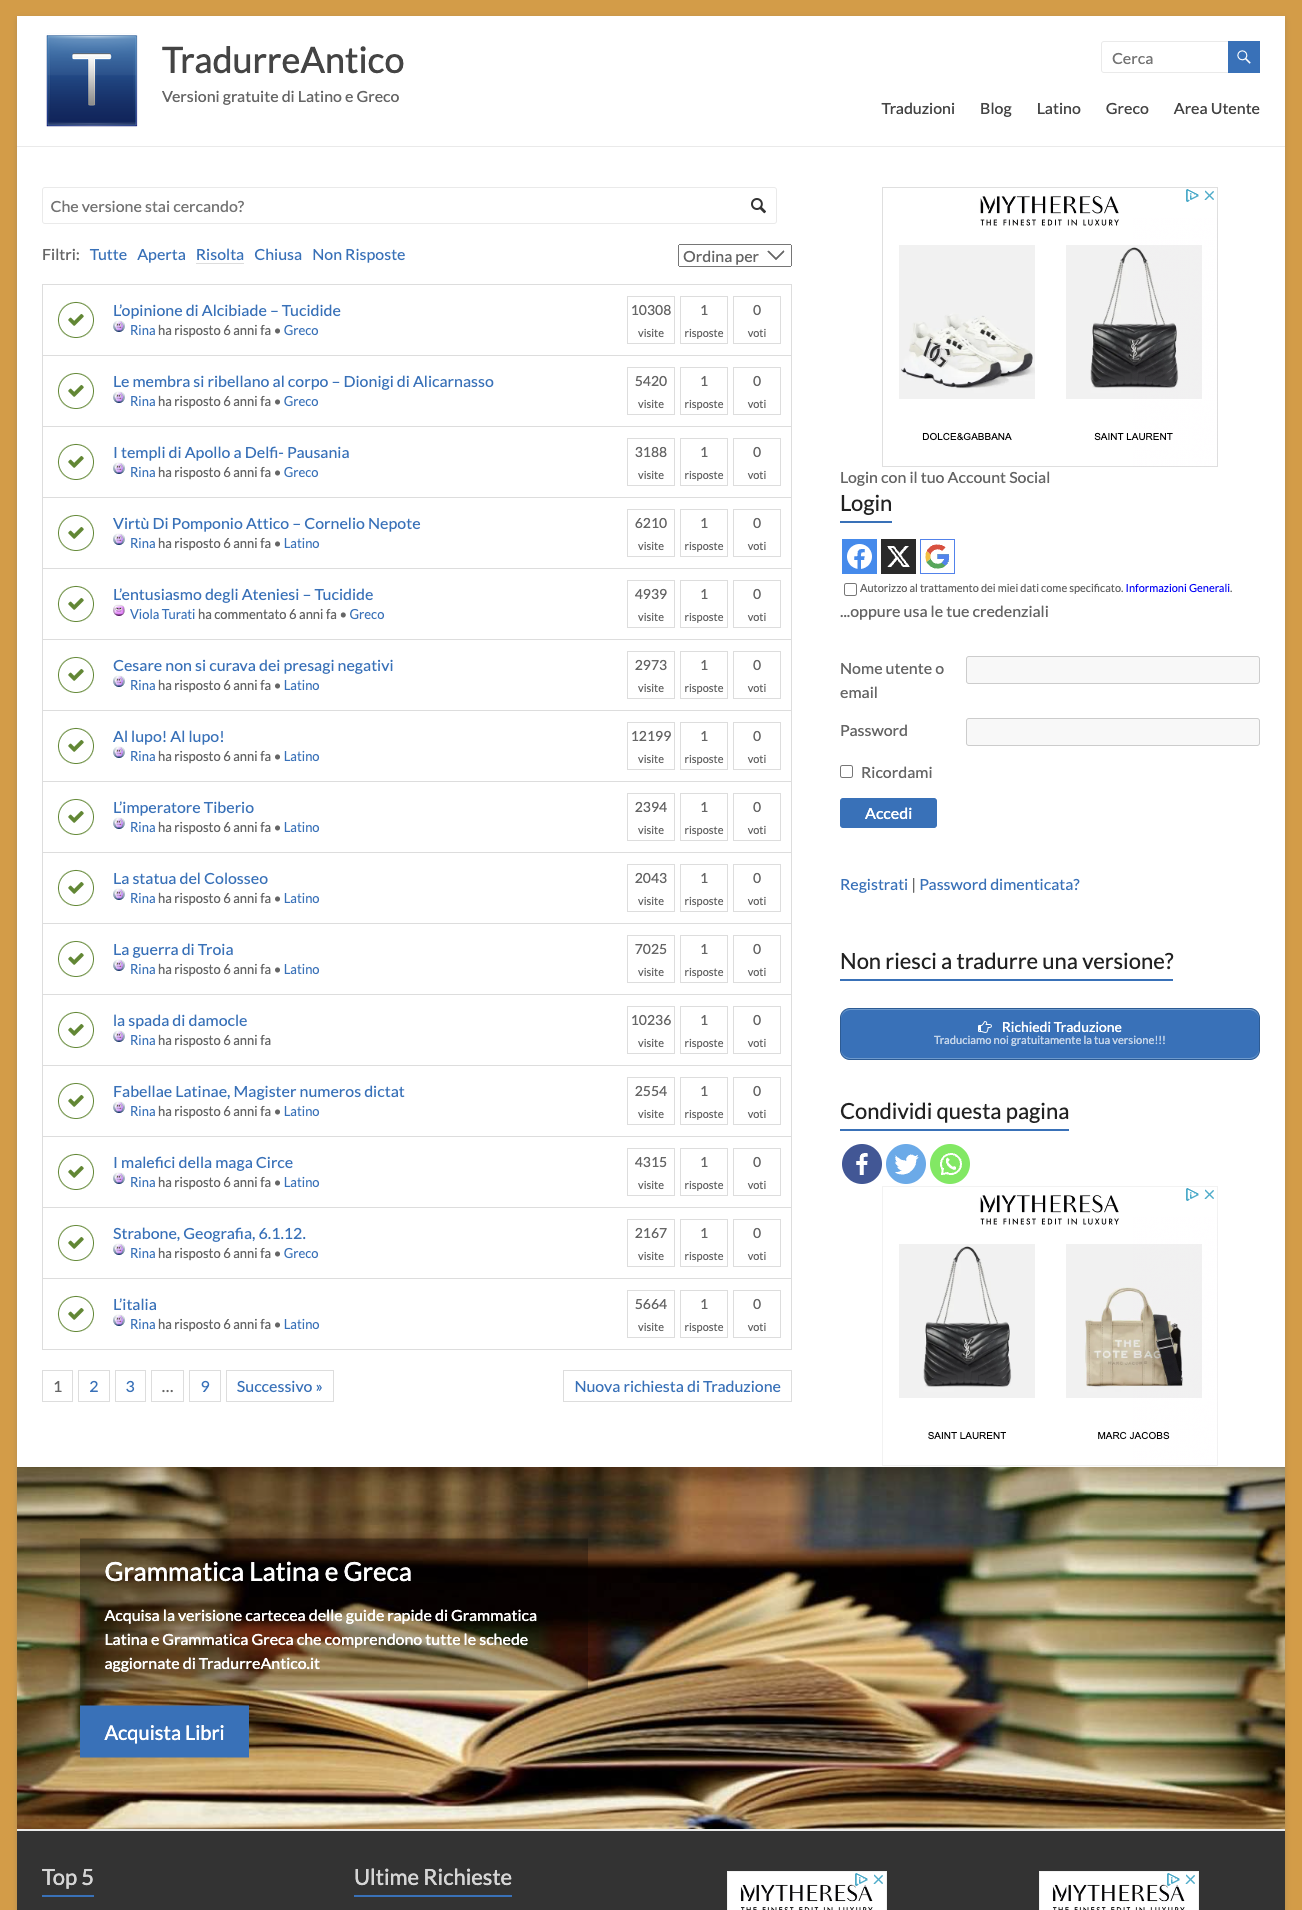 T
TradurreAntico
Versioni gratuite di Latino e Greco
Cerca
Traduzioni Blog Latino Greco Area Utente
Che versione stai cercando?
Filtri: Tutte Aperta Risolta Chiusa Non Risposte
Ordina per
L'opinione di Alcibiade – Tucidide
Rina ha risposto 6 anni fa • Greco
10308 visite 1 risposte 0 voti
Le membra si ribellano al corpo – Dionigi di Alicarnasso
Rina ha risposto 6 anni fa • Greco
5420 visite 1 risposte 0 voti
I templi di Apollo a Delfi- Pausania
Rina ha risposto 6 anni fa • Greco
3188 visite 1 risposte 0 voti
Virtù Di Pomponio Attico – Cornelio Nepote
Rina ha risposto 6 anni fa • Latino
6210 visite 1 risposte 0 voti
L'entusiasmo degli Ateniesi – Tucidide
Viola Turati ha commentato 6 anni fa • Greco
4939 visite 1 risposte 0 voti
Cesare non si curava dei presagi negativi
Rina ha risposto 6 anni fa • Latino
2973 visite 1 risposte 0 voti
Al lupo! Al lupo!
Rina ha risposto 6 anni fa • Latino
12199 visite 1 risposte 0 voti
L'imperatore Tiberio
Rina ha risposto 6 anni fa • Latino
2394 visite 1 risposte 0 voti
La statua del Colosseo
Rina ha risposto 6 anni fa • Latino
2043 visite 1 risposte 0 voti
La guerra di Troia
Rina ha risposto 6 anni fa • Latino
7025 visite 1 risposte 0 voti
la spada di damocle
Rina ha risposto 6 anni fa
10236 visite 1 risposte 0 voti
Fabellae Latinae, Magister numeros dictat
Rina ha risposto 6 anni fa • Latino
2554 visite 1 risposte 0 voti
I malefici della maga Circe
Rina ha risposto 6 anni fa • Latino
4315 visite 1 risposte 0 voti
Strabone, Geografia, 6.1.12.
Rina ha risposto 6 anni fa • Greco
2167 visite 1 risposte 0 voti
L'italia
Rina ha risposto 6 anni fa • Latino
5664 visite 1 risposte 0 voti
1 2 3 ... 9 Successivo »
Nuova richiesta di Traduzione
MYTHERESA
THE FINEST EDIT IN LUXURY
DOLCE&GABBANA
SAINT LAURENT
Login con il tuo Account Social
Login
Autorizzo al trattamento dei miei dati come specificato. Informazioni Generali.
...oppure usa le tue credenziali
Nome utente o
email
Password
Ricordami
Accedi
Registrati | Password dimenticata?
Non riesci a tradurre una versione?
Richiedi Traduzione
Traduciamo noi gratuitamente la tua versione!!!
Condividi questa pagina
MYTHERESA
THE FINEST EDIT IN LUXURY
THE
TOTE BAG
SAINT LAURENT
MARC JACOBS
Grammatica Latina e Greca
Acquisa la verisione cartecea delle guide rapide di Grammatica
Latina e Grammatica Greca che comprendono tutte le schede
aggiornate di TradurreAntico.it
Acquista Libri
Top 5
Ultime Richieste
MYTHERESA
THE FINEST EDIT IN LUXURY
MYTHERESA
THE FINEST EDIT IN LUXURY